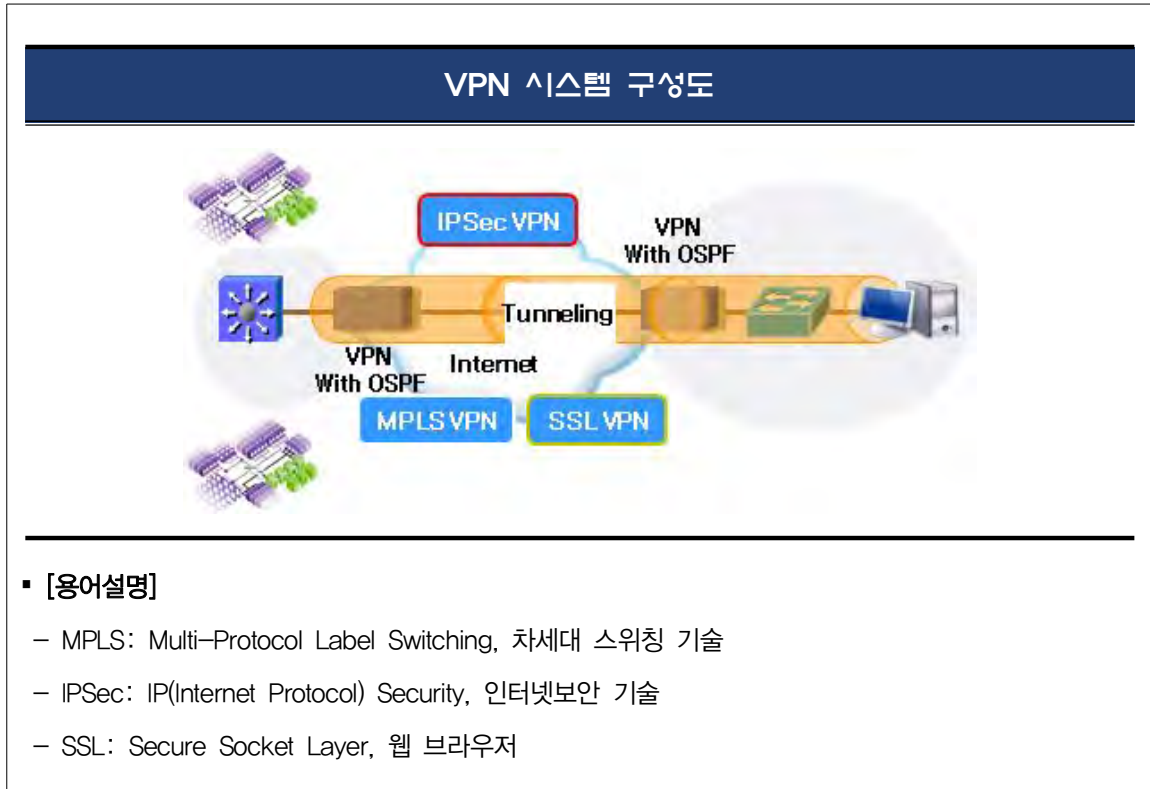 VPN 시스템 구성도
IPSec VPN
VPN
With OSPF
Tunneling
VPN
With OSPF
Internet
MPLS VPN
SSL VPN
▪ [용어설명]
– MPLS: Multi–Protocol Label Switching, 차세대 스위칭 기술
– IPSec: IP(Internet Protocol) Security, 인터넷보안 기술
– SSL: Secure Socket Layer, 웹 브라우저